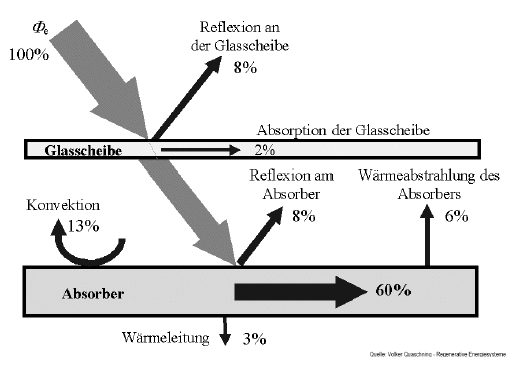 Φe
100%
Reflexion an
der Glasscheibe
8%
Absorption der Glasscheibe
Glasscheibe
2%
Reflexion am
Absorber
8%
Wärmeabstrahlung des
Absorbers
6%
Konvektion
13%
Absorber
60%
Wärmeleitung
3%
Quelle: Volker Quaschning - Regenerative Energiesysteme